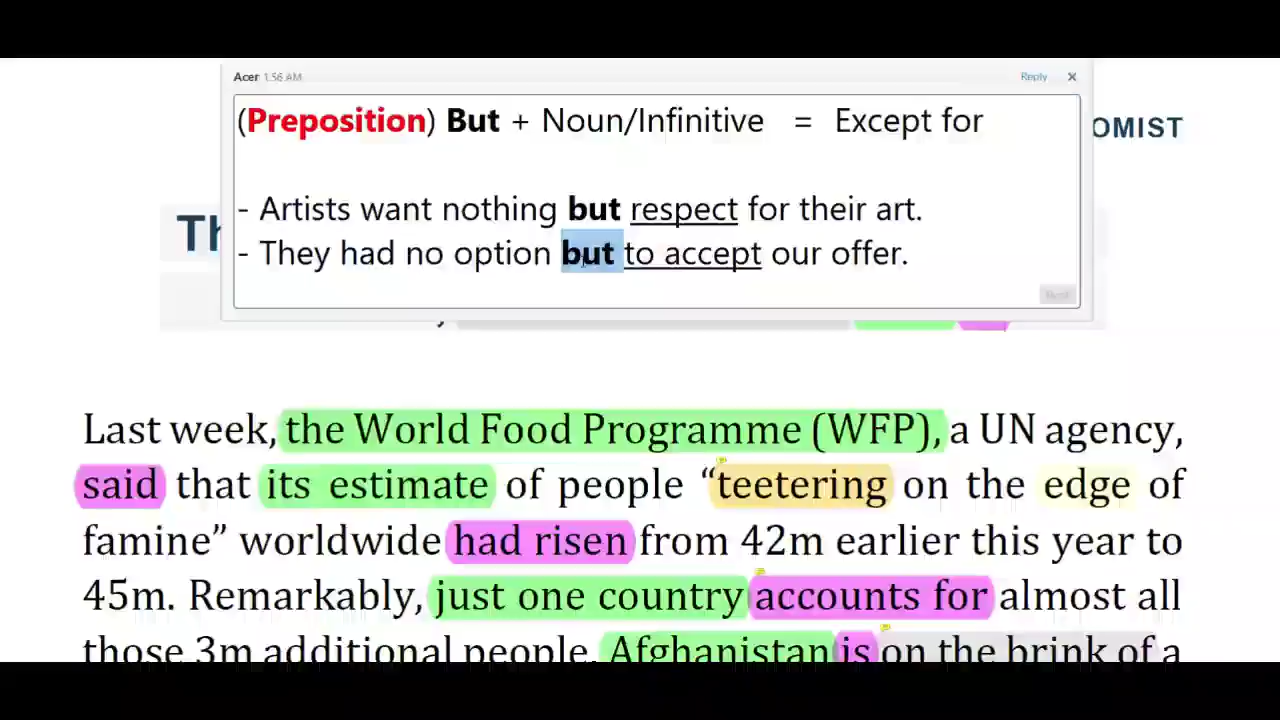 Acer 1:56 AM Reply
(Preposition) But + Noun/Infinitive = Except for
OMIST
- Artists want nothing but respect for their art.
Th
- They had no option but to accept our offer.
Last week, the World Food Programme (WFP), a UN agency,
said that its estimate of people “teetering on the edge of
famine” worldwide had risen from 42m earlier this year to
45m. Remarkably, just one country accounts for almost all
those 3m additional people. Afghanistan is on the brink of a